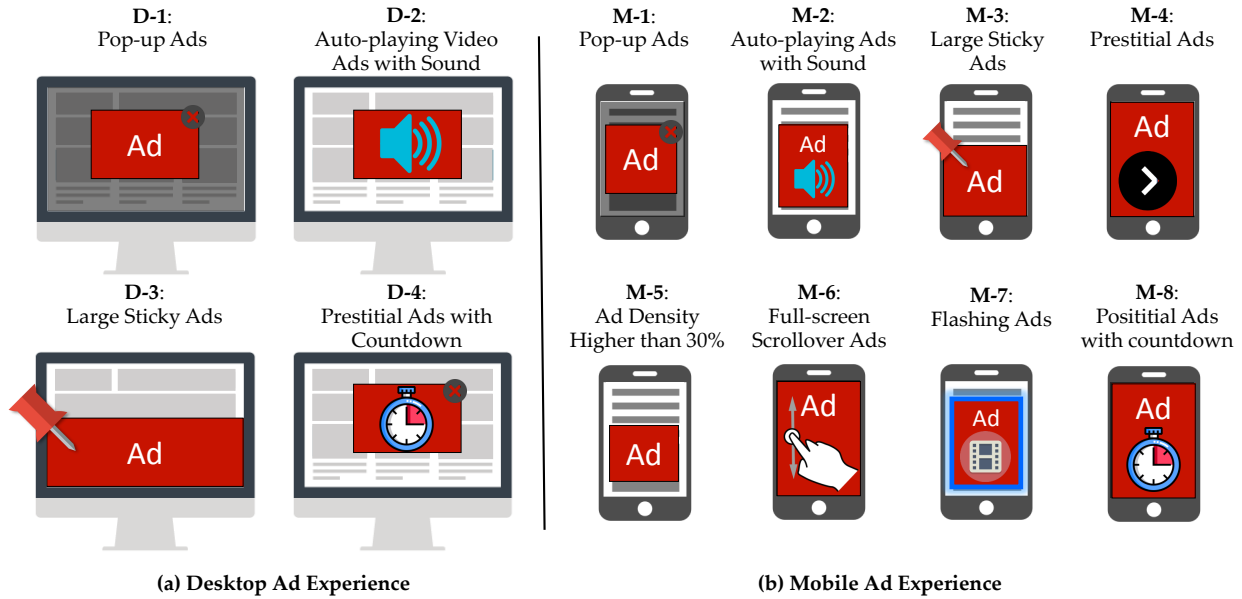 D-1:
Pop-up Ads
Ad
D-2:
Auto-playing Video
Ads with Sound
D-3:
Large Sticky Ads
Ad
D-4:
Prestitial Ads with
Countdown
(a) Desktop Ad Experience
M-1:
Pop-up Ads
Ad
M-2:
Auto-playing Ads
with Sound
Ad
M-3:
Large Sticky
Ads
Ad
M-4:
Prestitial Ads
Ad
M-5:
Ad Density
Higher than 30%
Ad
M-6:
Full-screen
Scrollover Ads
Ad
M-7:
Flashing Ads
Ad
M-8:
Posititial Ads
with countdown
Ad
(b) Mobile Ad Experience